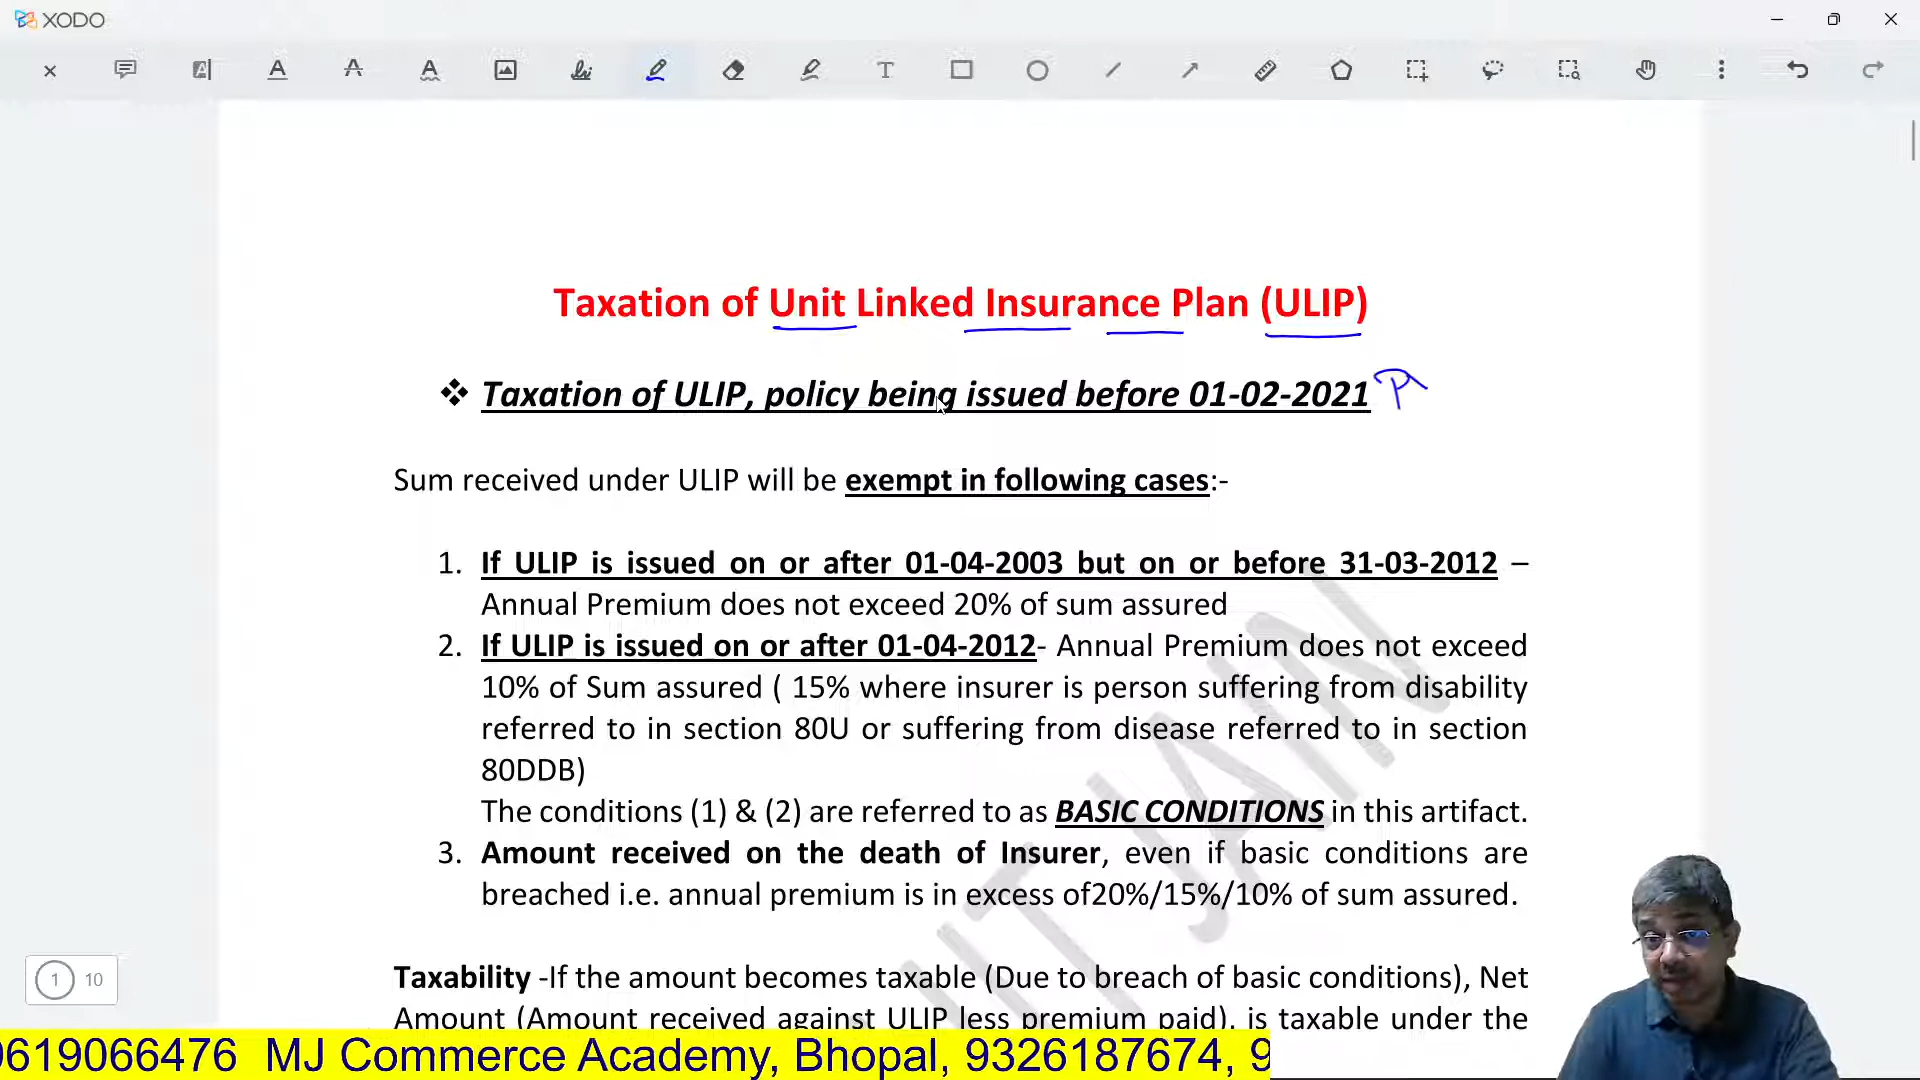 XODO
Taxation of Unit Linked Insurance Plan (ULIP)
❖ Taxation of ULIP, policy being issued before 01-02-2021 P
Sum received under ULIP will be exempt in following cases:-
1. If ULIP is issued on or after 01-04-2003 but on or before 31-03-2012 –
Annual Premium does not exceed 20% of sum assured
2. If ULIP is issued on or after 01-04-2012- Annual Premium does not exceed
10% of Sum assured ( 15% where insurer is person suffering from disability
referred to in section 80U or suffering from disease referred to in section
80DDB)
The conditions (1) & (2) are referred to as BASIC CONDITIONS in this artifact.
3. Amount received on the death of Insurer, even if basic conditions are
breached i.e. annual premium is in excess of20%/15%/10% of sum assured.
Taxability -If the amount becomes taxable (Due to breach of basic conditions), Net
Amount (Amount received against ULIP less premium paid), is taxable under the
1 10
9619066476 MJ Commerce Academy, Bhopal, 9326187674, 9